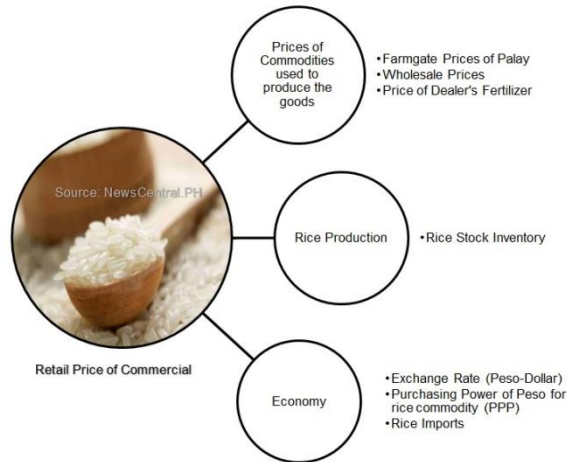 Prices of
Commodities
used to
produce the
goods
•Farmgate Prices of Palay
•Wholesale Prices
•Price of Dealer's Fertilizer
Source: NewsCentral.PH
Rice Production
•Rice Stock Inventory
Retail Price of Commercial
Economy
•Exchange Rate (Peso-Dollar)
•Purchasing Power of Peso for
rice commodity (PPP)
•Rice Imports